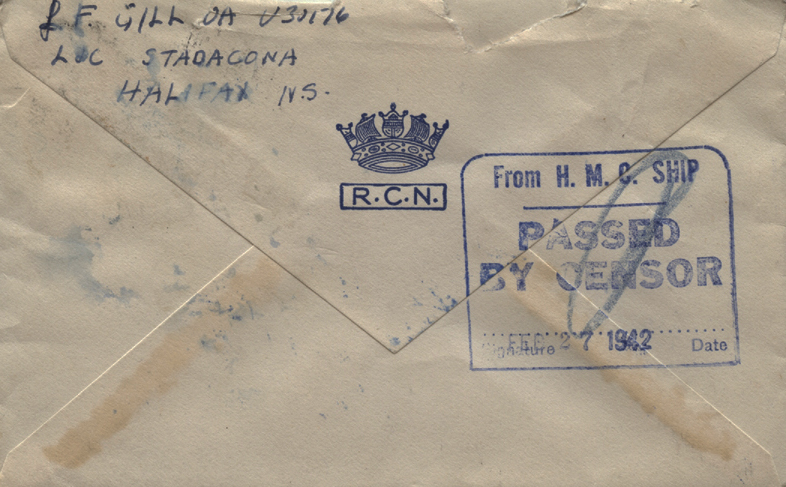 F. GILL OA V30176
LOC STADACONA
HALIFAX N.S.
R.C.N.
From H. M. C. SHIP
PASSED
BY CENSOR
FEB 27 1942
Signature Date